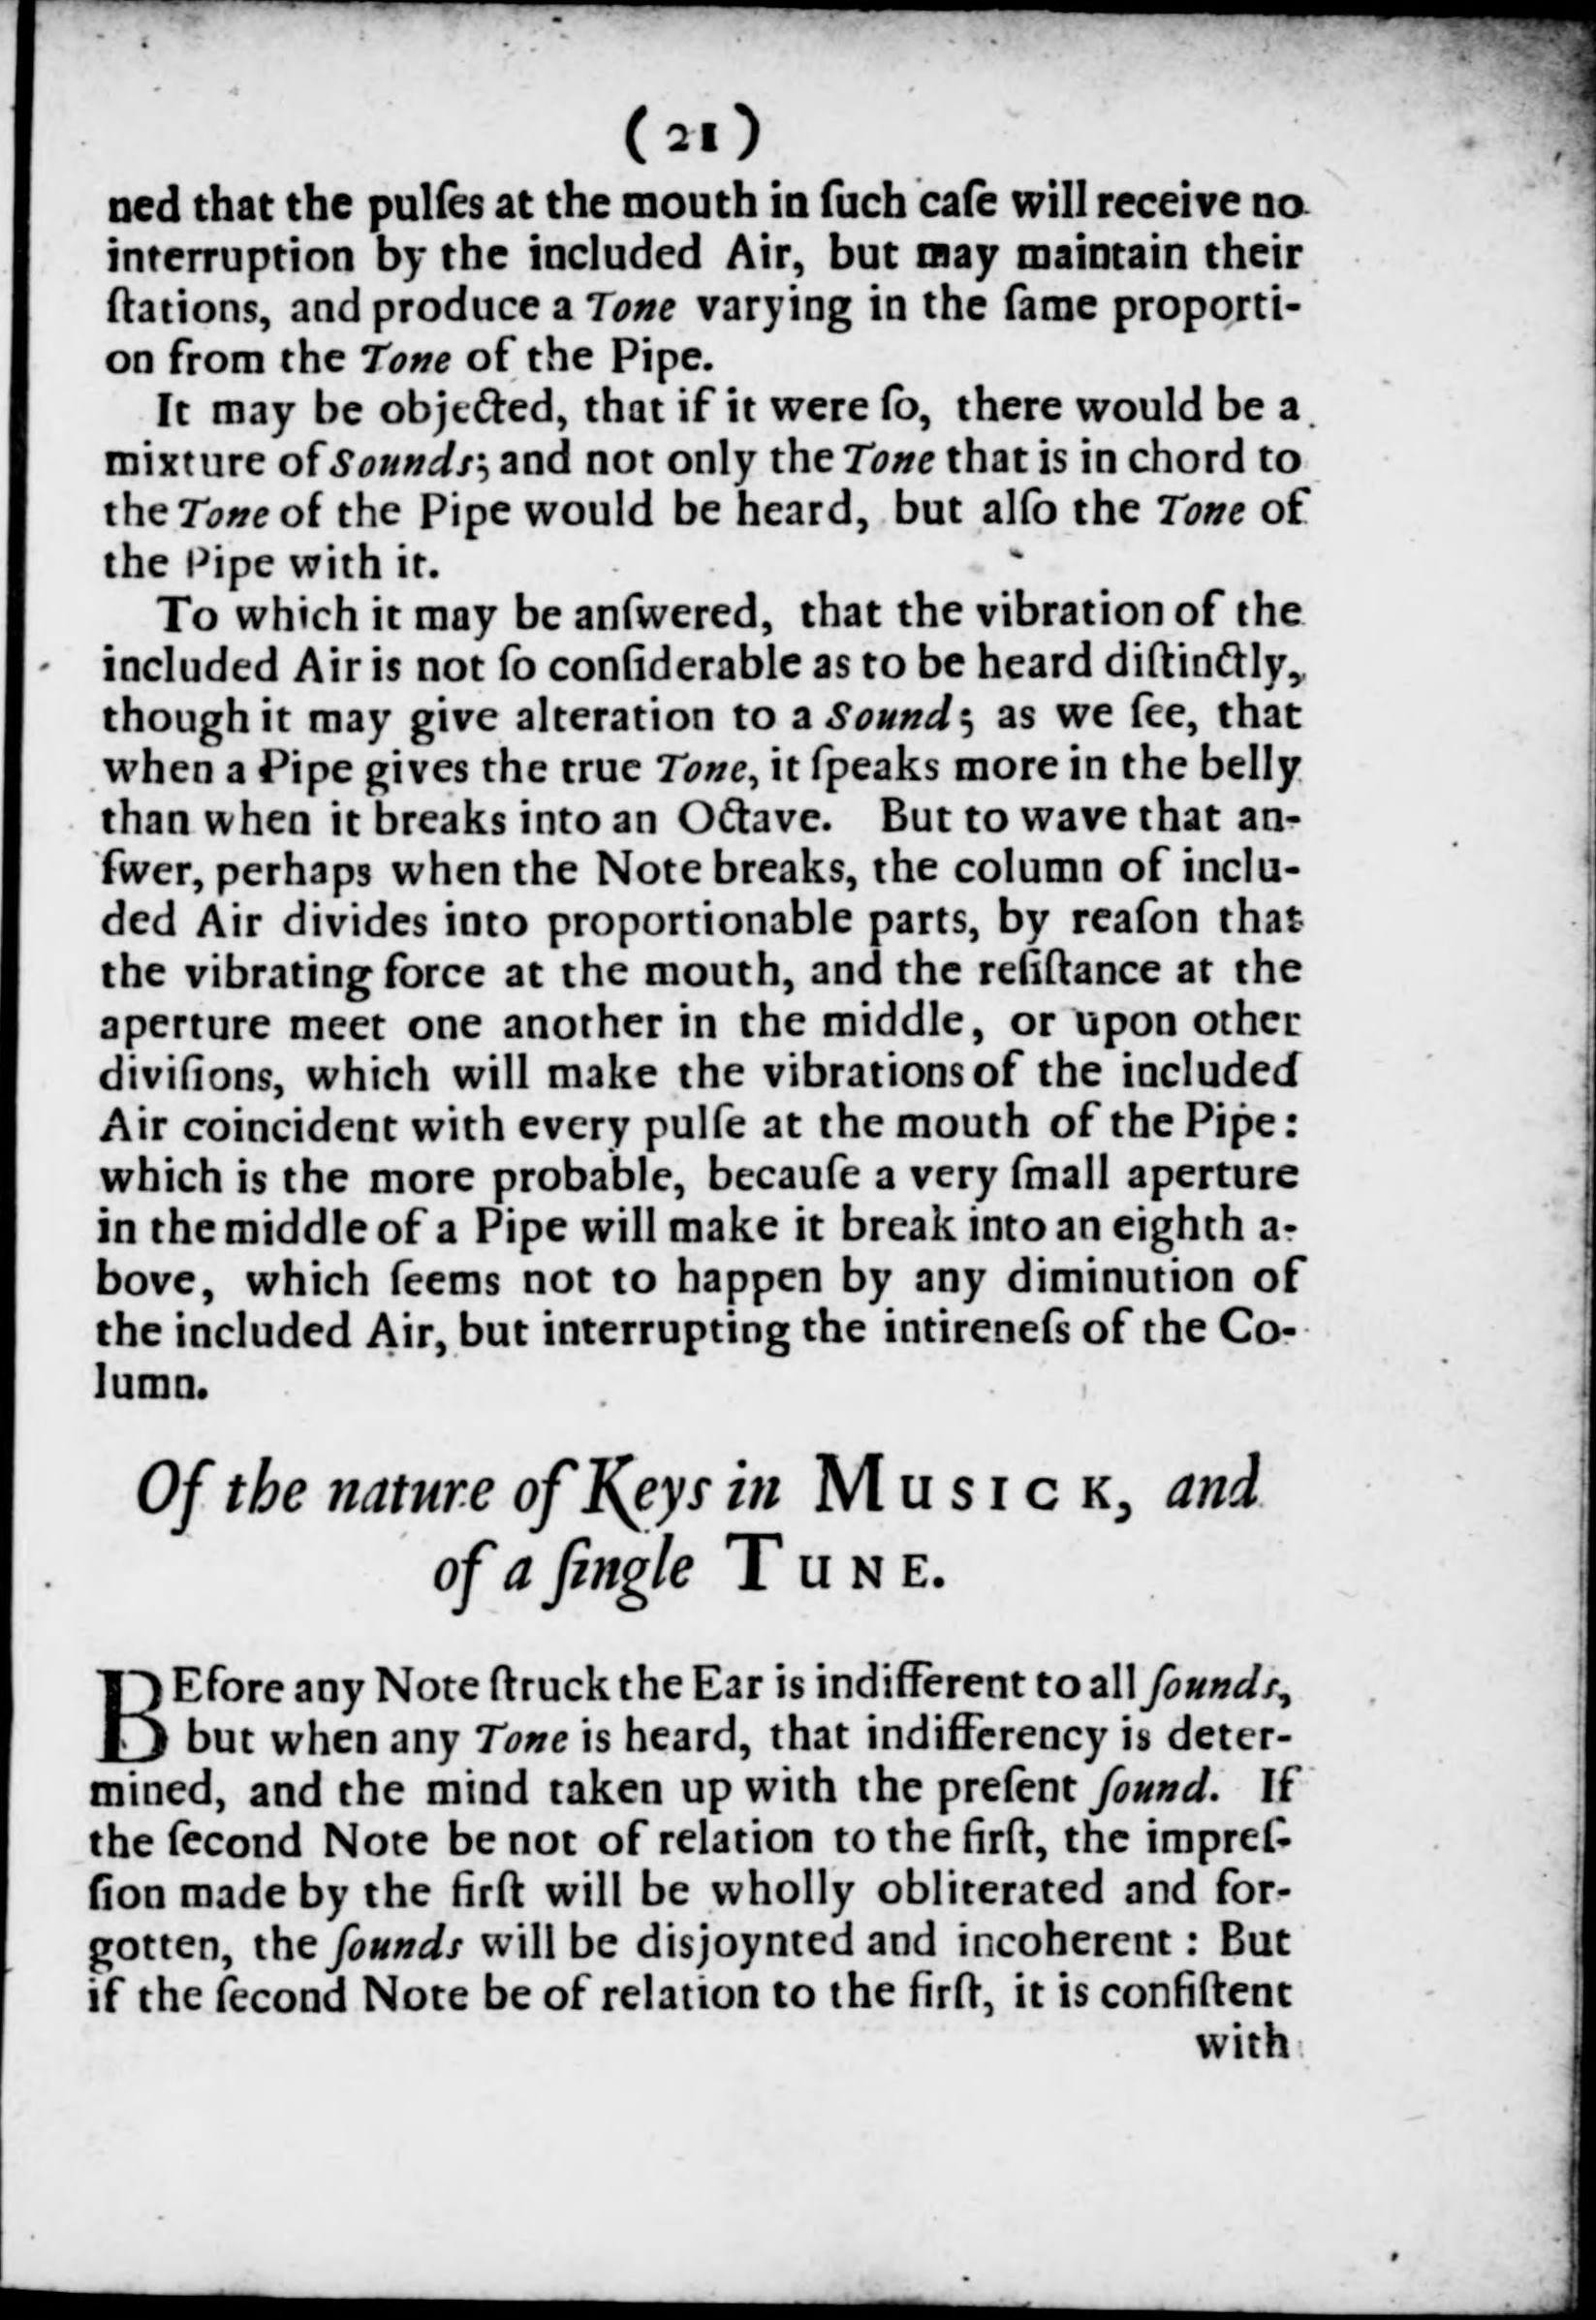 (21)
ned that the pulſes at the mouth in ſuch caſe will receive no
interruption by the included Air, but may maintain their
ſtations, and produce a Tone varying in the ſame proporti-
on from the Tone of the Pipe.
It may be objected, that if it were ſo, there would be a
mixture of Sounds; and not only the Tone that is in chord to
the Tone of the Pipe would be heard, but alſo the Tone of
the Pipe with it.
To which it may be anſwered, that the vibration of the
included Air is not ſo conſiderable as to be heard diſtinctly,
though it may give alteration to a Sound; as we ſee, that
when a Pipe gives the true Tone, it ſpeaks more in the belly
than when it breaks into an Octave. But to wave that an-
ſwer, perhaps when the Note breaks, the column of inclu-
ded Air divides into proportionable parts, by reaſon that
the vibrating force at the mouth, and the reſiſtance at the
aperture meet one another in the middle, or upon other
diviſions, which will make the vibrations of the included
Air coincident with every pulſe at the mouth of the Pipe:
which is the more probable, becauſe a very ſmall aperture
in the middle of a Pipe will make it break into an eighth a-
bove, which ſeems not to happen by any diminution of
the included Air, but interrupting the intireneſs of the Co-
lumn.
Of the nature of Keys in MUSICK, and
of a ſingle TUNE.
BEfore any Note ſtruck the Ear is indifferent to all ſounds,
but when any Tone is heard, that indifferency is deter-
mined, and the mind taken up with the preſent ſound. If
the ſecond Note be not of relation to the firſt, the impreſ-
ſion made by the firſt will be wholly obliterated and for-
gotten, the ſounds will be disjoynted and incoherent: But
if the ſecond Note be of relation to the firſt, it is conſiſtent
with